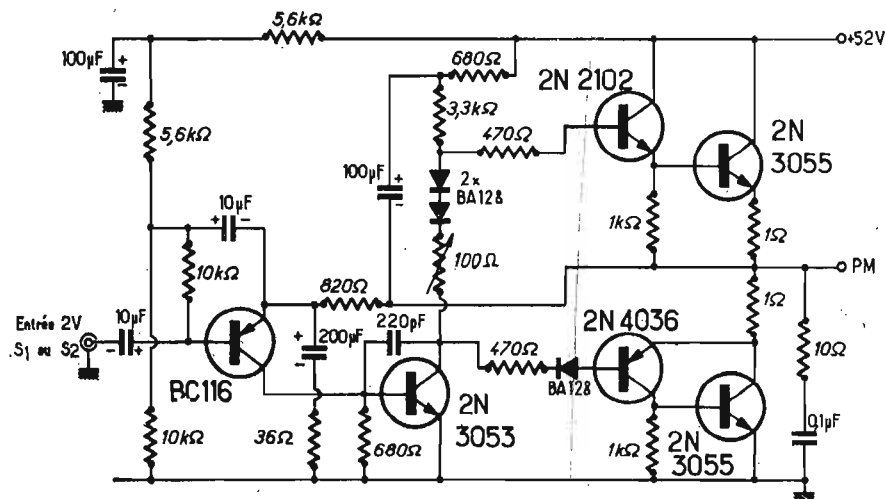 5,6kΩ
+52V
100µF
+
-
680Ω
2N 2102
3,3kΩ
5,6kΩ
470Ω
2N
3055
100µF
+
-
2x
BA128
10µF
+
-
1kΩ
1Ω
10kΩ
100Ω
PM
820Ω
1Ω
Entrée 2V
S1 ou S2
10µF
-
+
200µF
+
-
220pF
2N 4036
470Ω
10Ω
BC116
BA128
2N
3053
0,1µF
10kΩ
36Ω
680Ω
1kΩ
2N
3055